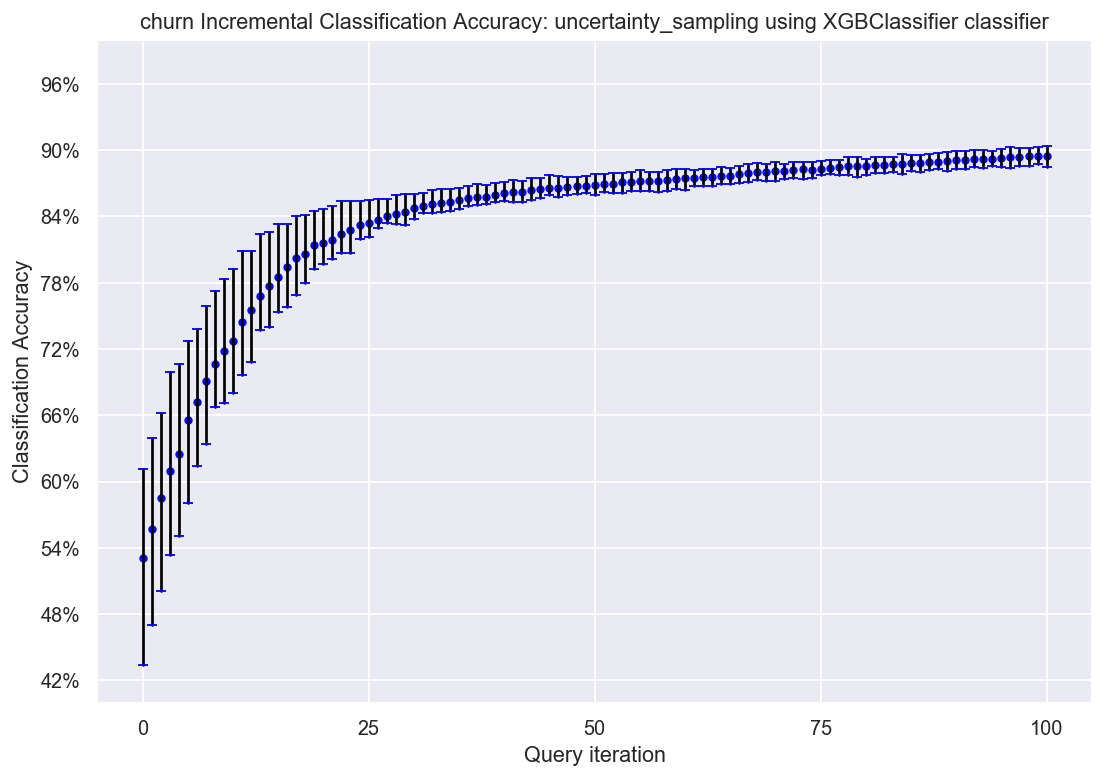 churn Incremental Classification Accuracy: uncertainty_sampling using XGBClassifier classifier
96%
90%
84%
78%
72%
66%
60%
54%
48%
42%
Classification Accuracy
0 25 50 75 100
Query iteration